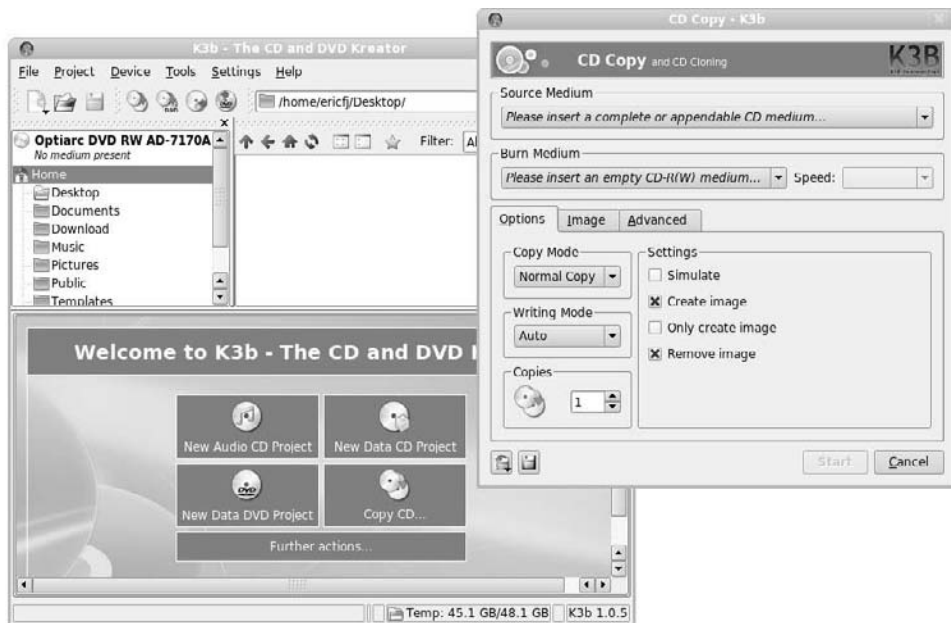 K3b - The CD and DVD Kreator
File Project Device Tools Settings Help
/home/ericfj/Desktop/
Optiarc DVD RW AD-7170A
No medium present
Filter:
Home
Desktop
Documents
Download
Music
Pictures
Public
Templates
Welcome to K3b - The CD and DVD
New Audio CD Project
New Data CD Project
New Data DVD Project
Copy CD...
Further actions...
Temp: 45.1 GB/48.1 GB
K3b 1.0.5
CD Copy - K3b
CD Copy and CD Cloning
K3B
Source Medium
Please insert a complete or appendable CD medium...
Burn Medium
Please insert an empty CD-R(W) medium...
Speed:
Options Image Advanced
Copy Mode
Normal Copy
Writing Mode
Auto
Copies
1
Settings
Simulate
Create image
Only create image
Remove image
Start
Cancel